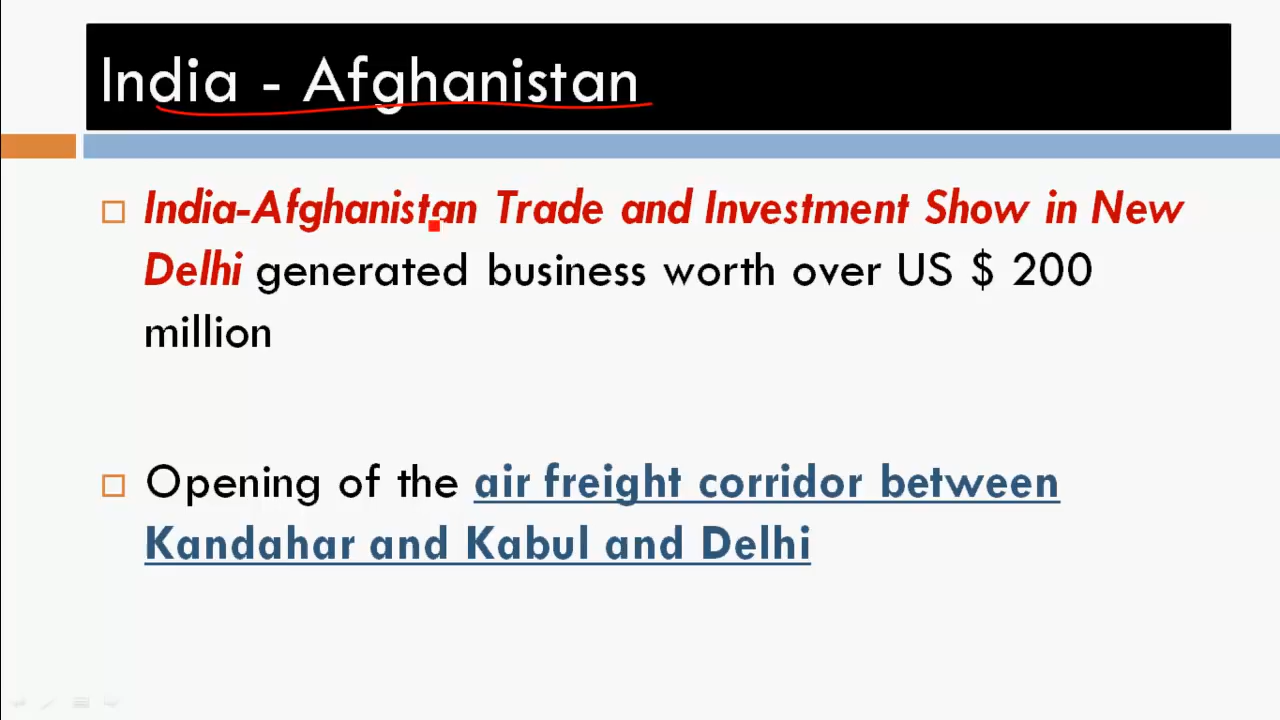 India - Afghanistan
India-Afghanistan Trade and Investment Show in New
Delhi generated business worth over US $ 200
million
Opening of the air freight corridor between
Kandahar and Kabul and Delhi